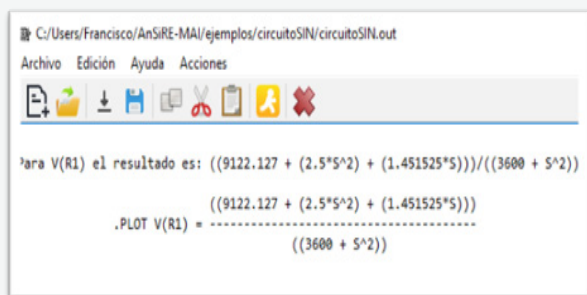 C:/Users/Francisco/AnSiRE-MAI/ejemplos/circuitoSIN/circuitoSIN.out
Archivo Edición Ayuda Acciones
Para V(R1) el resultado es: ((9122.127 + (2.5*S^2) + (1.451525*S)))/((3600 + S^2))
((9122.127 + (2.5*S^2) + (1.451525*S)))
.PLOT V(R1) = ---------------------------------------
((3600 + S^2))